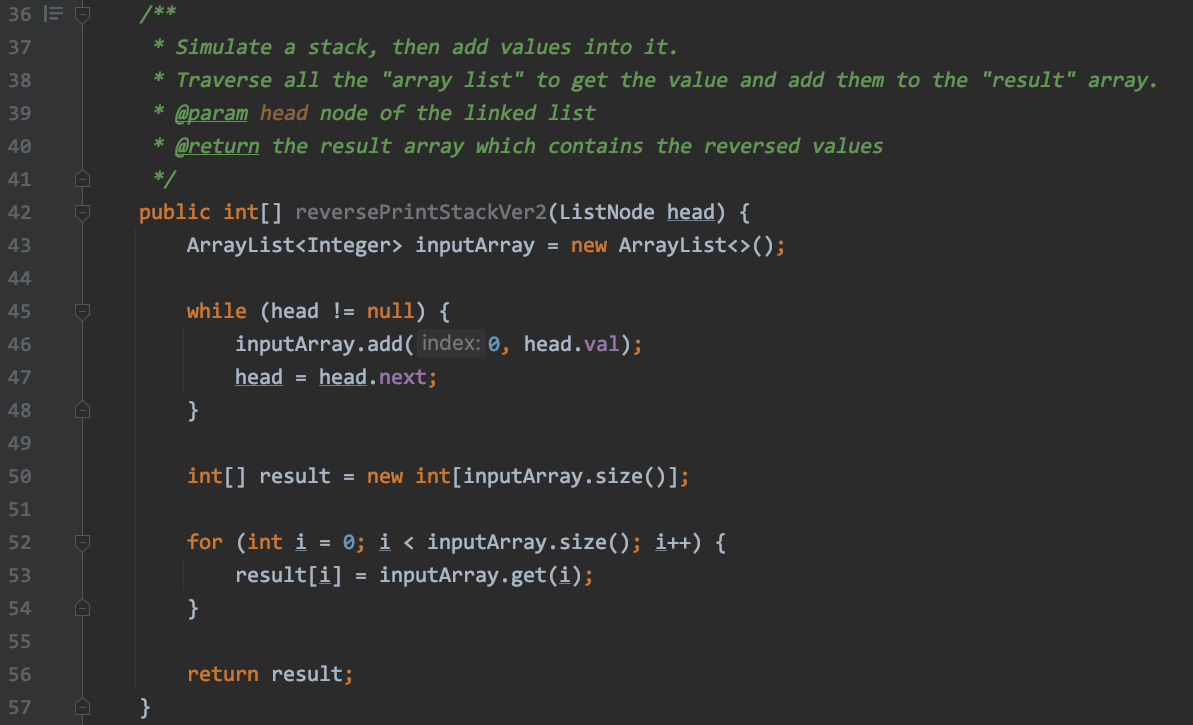 36 /**
37 * Simulate a stack, then add values into it.
38 * Traverse all the "array list" to get the value and add them to the "result" array.
39 * @param head node of the linked list
40 * @return the result array which contains the reversed values
41 */
42 public int[] reversePrintStackVer2(ListNode head) {
43 ArrayList<Integer> inputArray = new ArrayList<>();
44
45 while (head != null) {
46 inputArray.add( index: 0, head.val);
47 head = head.next;
48 }
49
50 int[] result = new int[inputArray.size()];
51
52 for (int i = 0; i < inputArray.size(); i++) {
53 result[i] = inputArray.get(i);
54 }
55
56 return result;
57 }